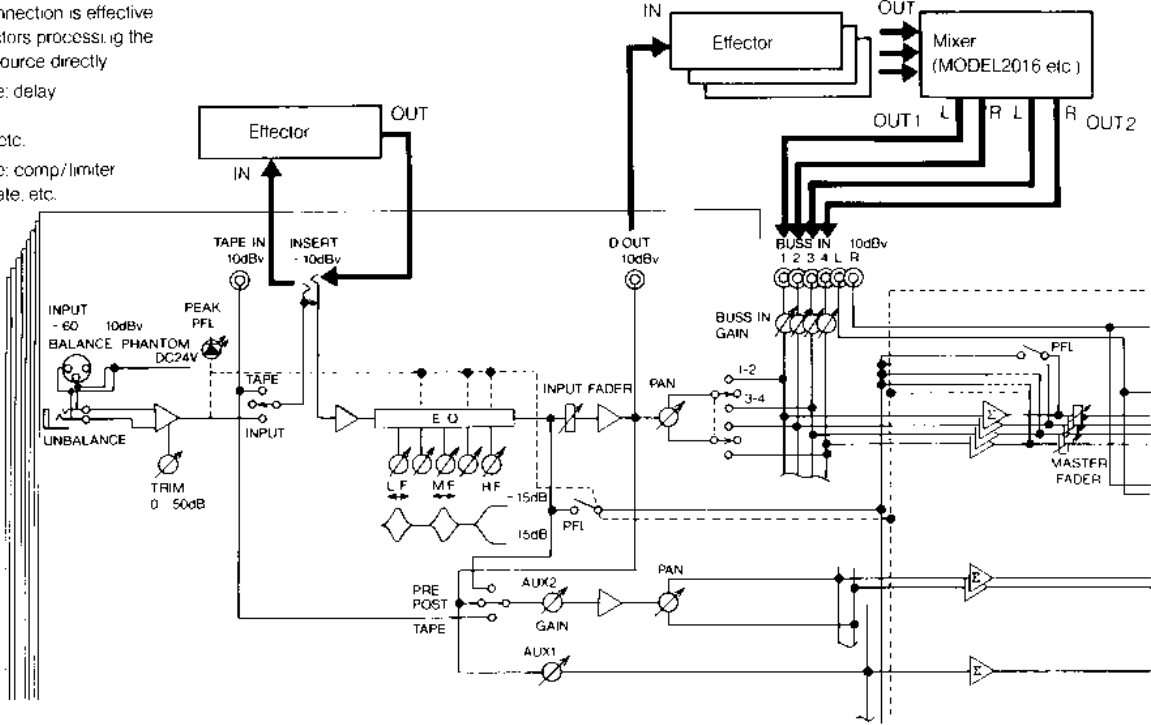 nnection is effective
ctors processing the
ource directly
e: delay
etc.
e: comp/limiter
ate, etc.
IN
Effector
OUT
Mixer
(MODEL2016 etc.)
OUT1 L R L R OUT2
Effector
OUT
IN
TAPE IN
10dBv
INSERT
- 10dBv
D OUT
10dBv
BUSS IN 10dBv
1 2 3 4 L R
INPUT
- 60 10dBv
BALANCE PHANTOM
DC24V
PEAK
PFL
BUSS IN
GAIN
PFL
TAPE
INPUT
UNBALANCE
TRIM
0 50dB
E Q
INPUT FADER
PAN
1-2
3-4
Σ
MASTER
FADER
L F M F H F
- 15dB
15dB
PFL
PRE
POST
TAPE
AUX2
GAIN
PAN
Σ
AUX1
Σ